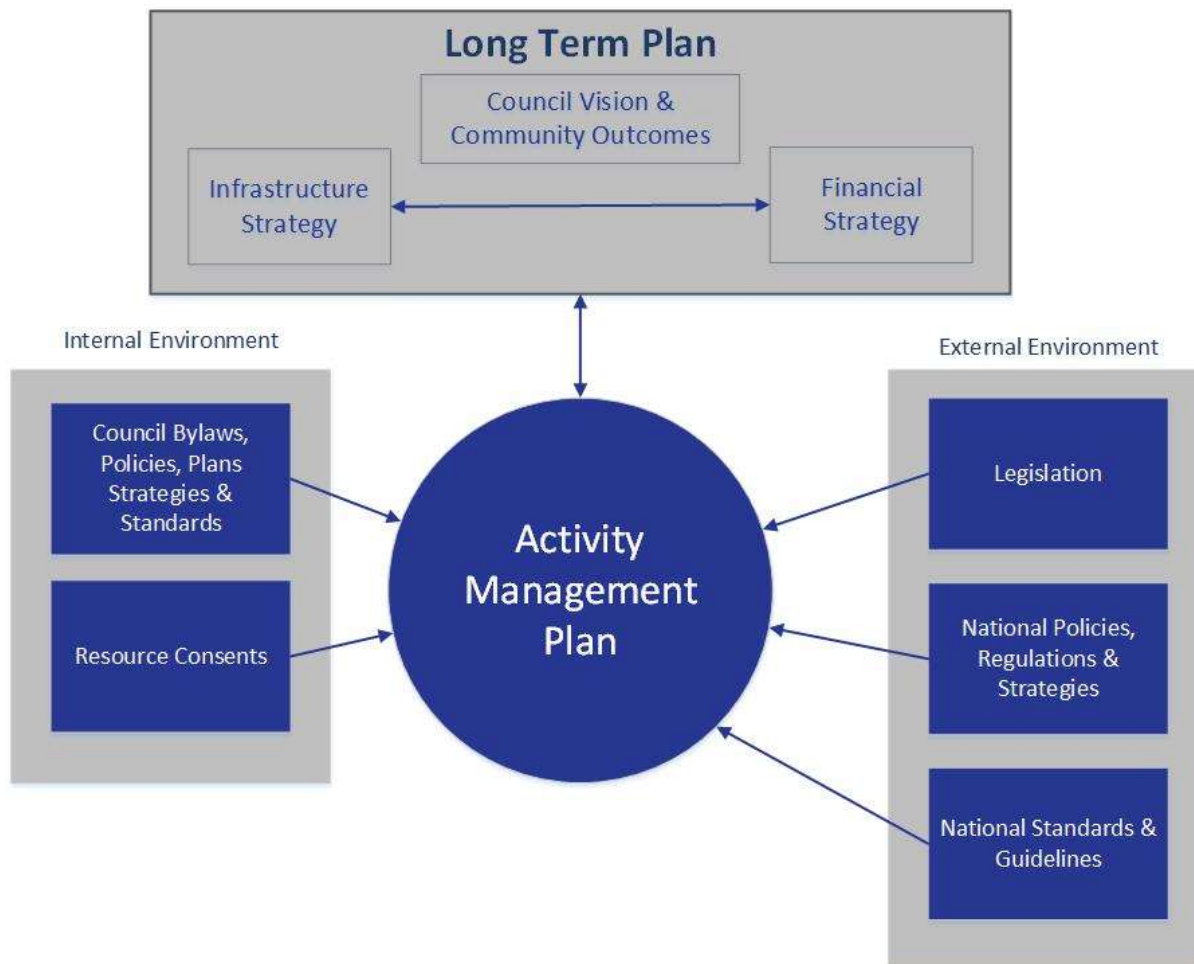 Long Term Plan
Council Vision &
Community Outcomes
Infrastructure
Strategy
Financial
Strategy
Internal Environment
Council Bylaws,
Policies, Plans
Strategies &
Standards
Resource Consents
Activity
Management
Plan
External Environment
Legislation
National Policies,
Regulations &
Strategies
National Standards &
Guidelines